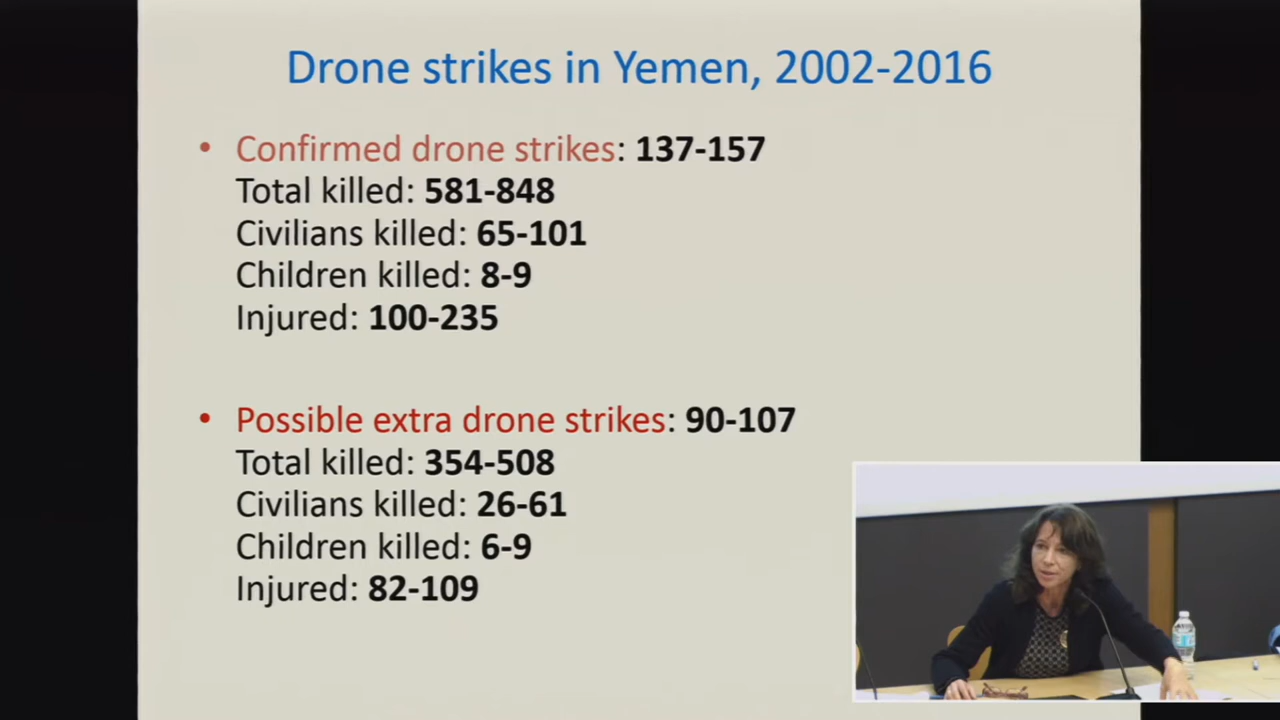 Drone strikes in Yemen, 2002-2016
• Confirmed drone strikes: 137-157
Total killed: 581-848
Civilians killed: 65-101
Children killed: 8-9
Injured: 100-235
• Possible extra drone strikes: 90-107
Total killed: 354-508
Civilians killed: 26-61
Children killed: 6-9
Injured: 82-109